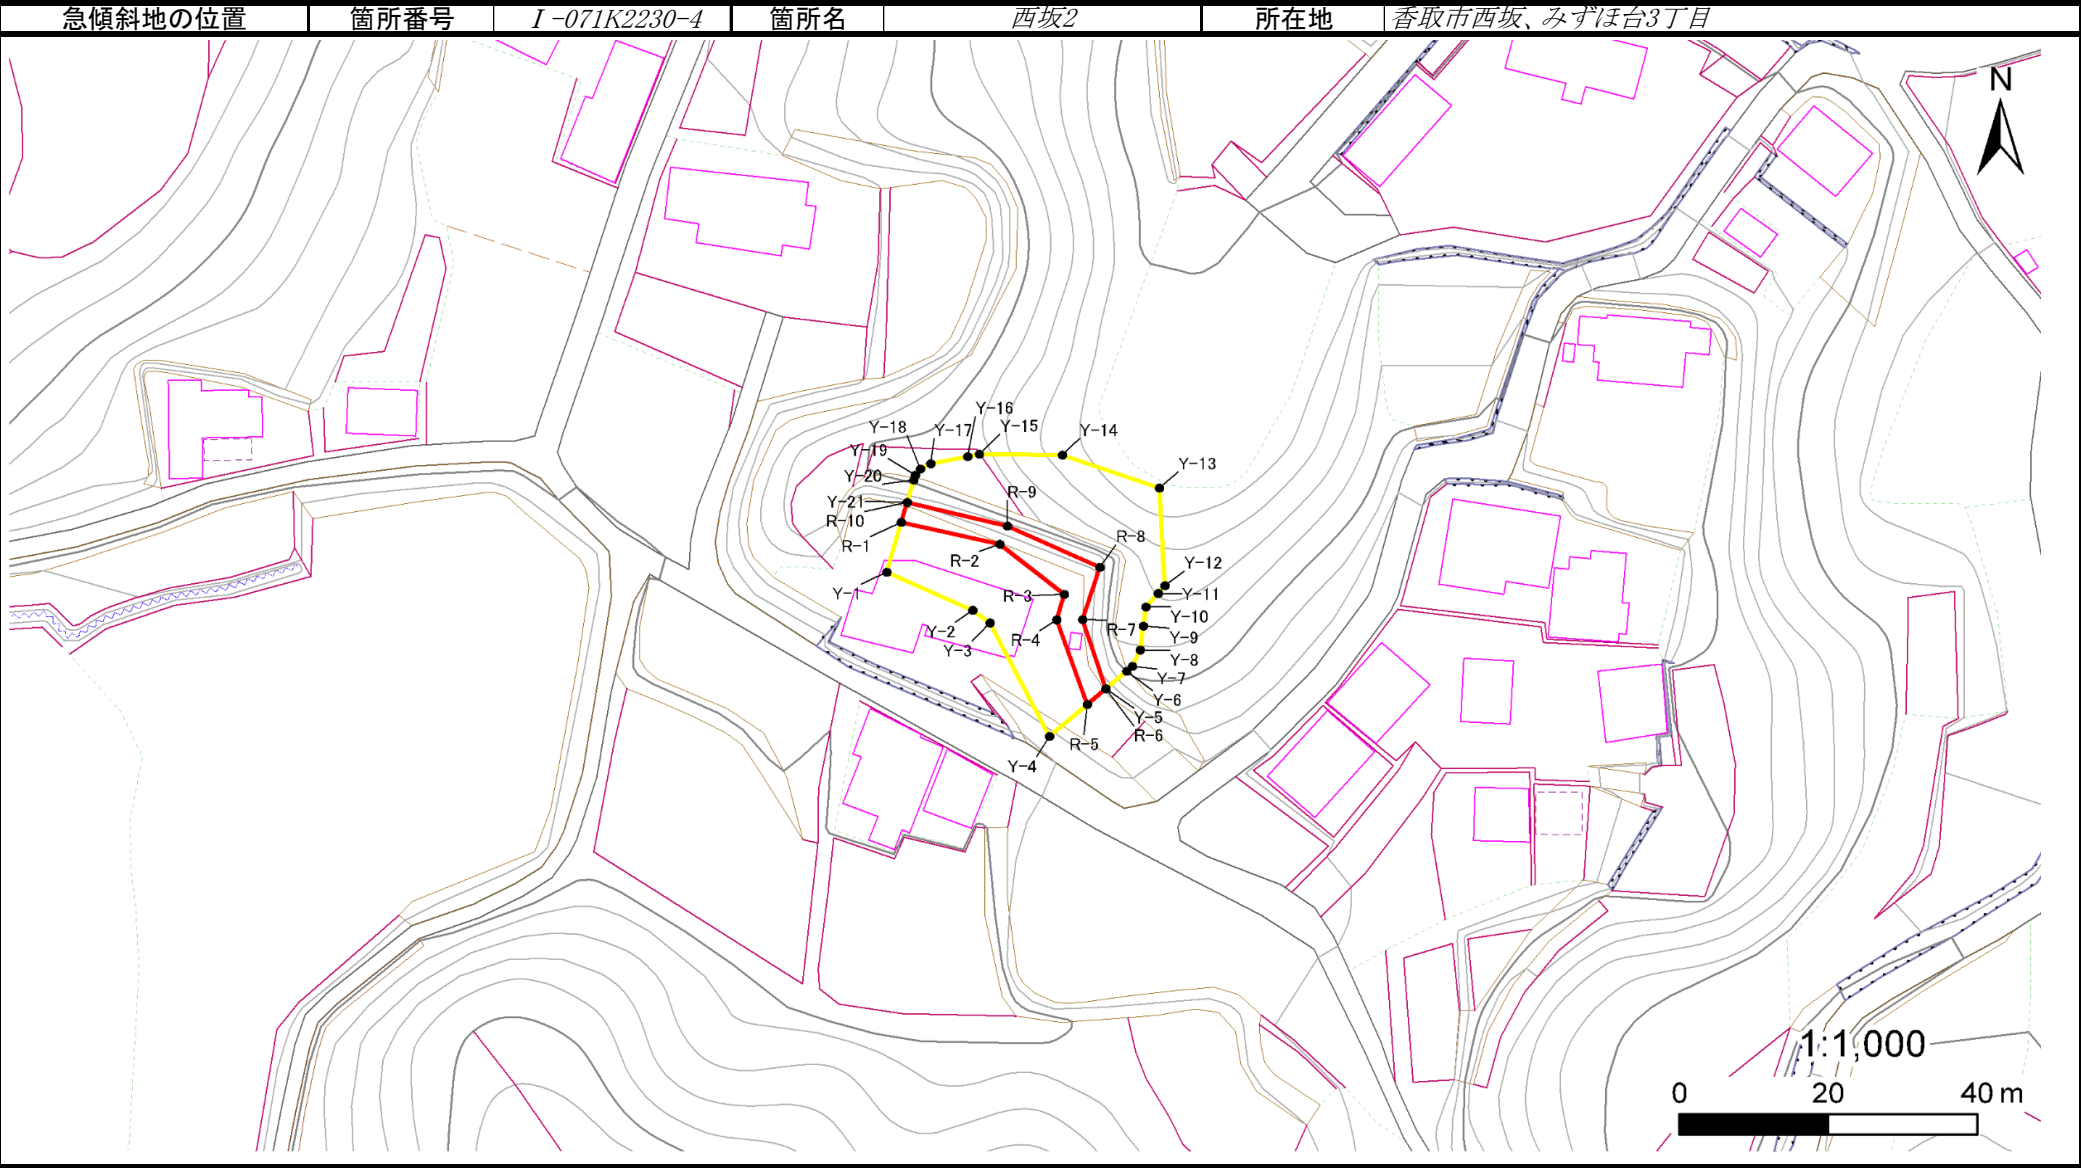 急傾斜地の位置 箇所番号 Ⅰ-071K2230-4 箇所名 西坂2 所在地 香取市西坂、みずほ台3丁目
N
Y-16
Y-18 Y-17 Y-15 Y-14
Y-19
Y-20
Y-13
Y-21
R-9
R-10
R-1
R-8
R-2
Y-12
Y-1
R-3
Y-11
Y-10
Y-2
R-4
R-7
Y-9
Y-3
Y-8
Y-7
Y-6
Y-5
R-5
R-6
Y-4
1:1,000
0 20 40 m